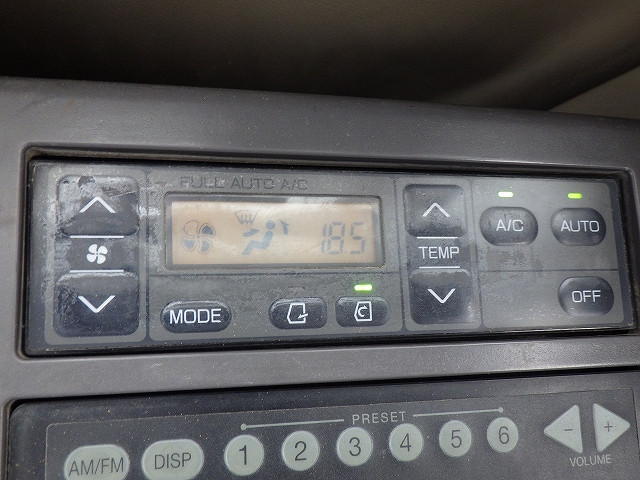 FULL AUTO A/C
18.5
TEMP
A/C
AUTO
MODE
OFF
PRESET
AM/FM
DISP
1
2
3
4
5
6
-
+
VOLUME